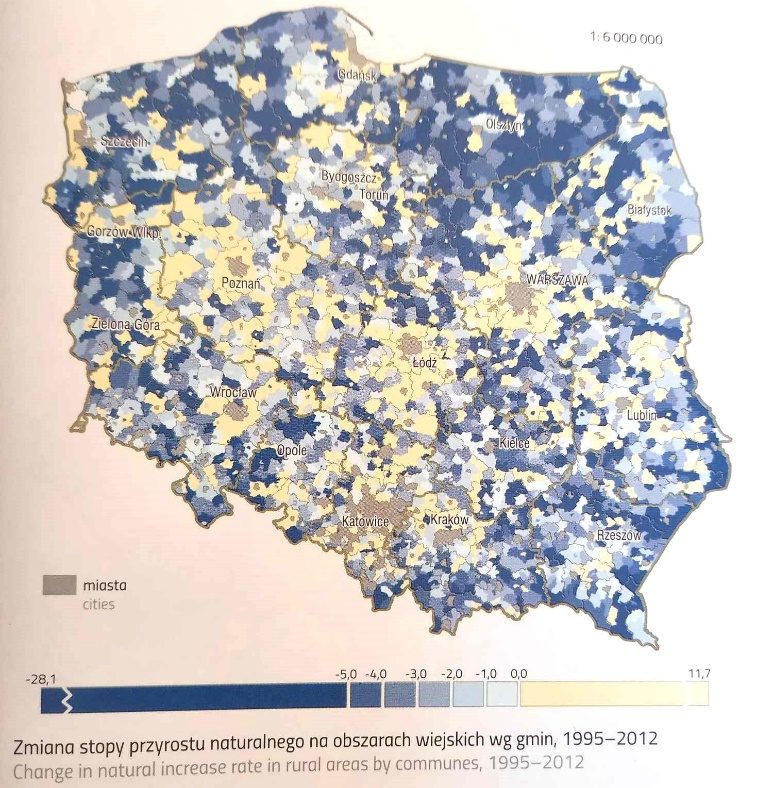 1: 6 000 000
Gdańsk
Olsztyn
Szczecin
Bydgoszcz
Toruń
Białystok
Gorzów Wlkp.
WARSZAWA
Poznań
Zielona Góra
Łódź
Wrocław
Lublin
Kielce
Opole
Katowice
Kraków
Rzeszów
miasta
cities
-28,1 -5,0 -4,0 -3,0 -2,0 -1,0 0,0 11,7
Zmiana stopy przyrostu naturalnego na obszarach wiejskich wg gmin, 1995–2012
Change in natural increase rate in rural areas by communes, 1995–2012